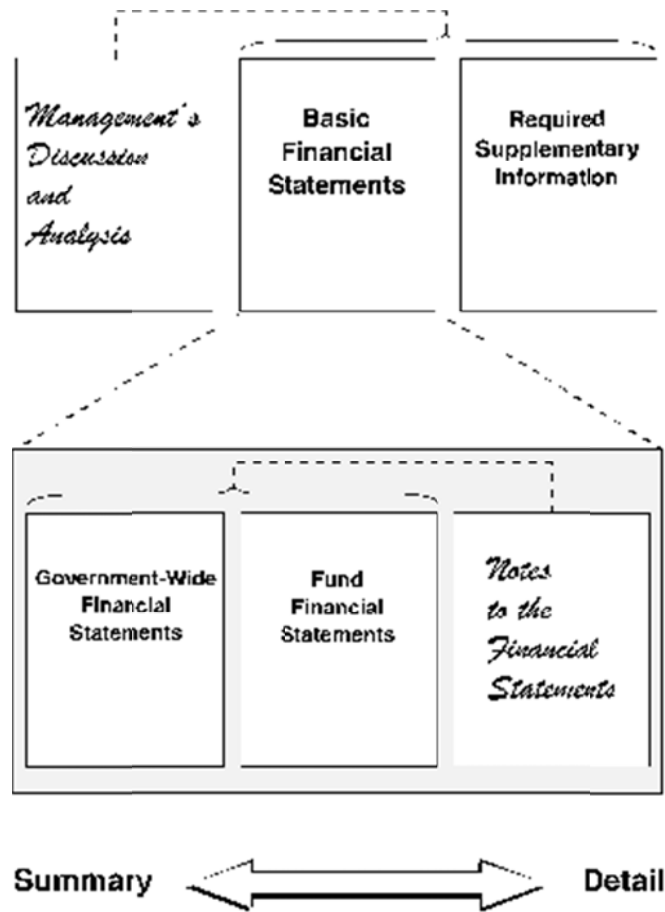 Management's
Discussion
and
Analysis
Basic
Financial
Statements
Required
Supplementary
Information
Government-Wide
Financial
Statements
Fund
Financial
Statements
Notes
to the
Financial
Statements
Summary
Detail